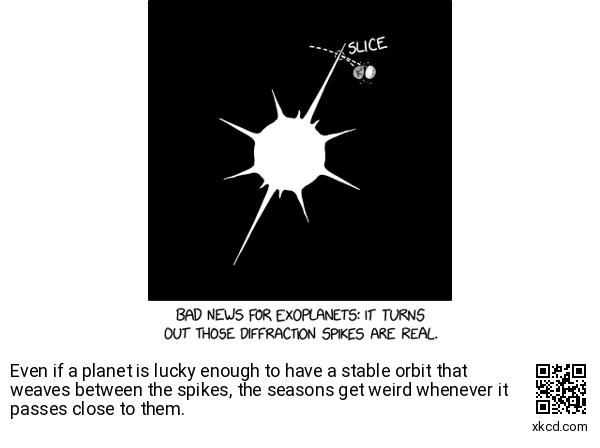 SLICE
BAD NEWS FOR EXOPLANETS: IT TURNS
OUT THOSE DIFFRACTION SPIKES ARE REAL.
Even if a planet is lucky enough to have a stable orbit that
weaves between the spikes, the seasons get weird whenever it
passes close to them.
xkcd.com